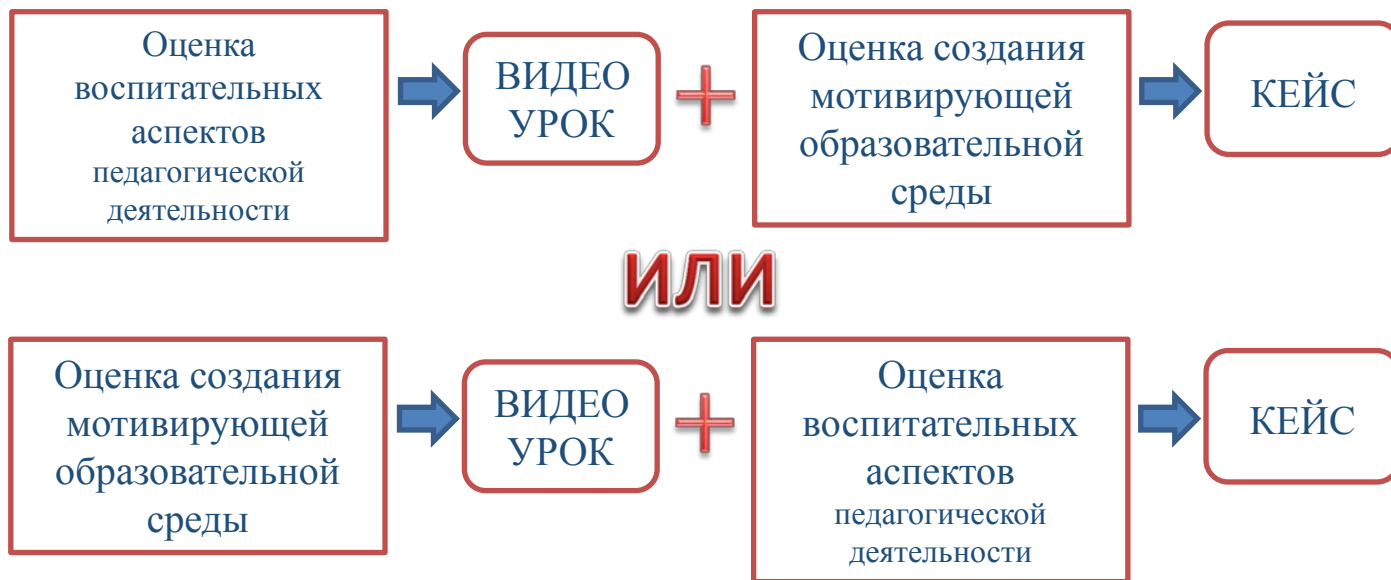 Оценка
воспитательных
аспектов
педагогической
деятельности
ВИДЕО
УРОК
+
Оценка создания
мотивирующей
образовательной
среды
КЕЙС
ИЛИ
Оценка создания
мотивирующей
образовательной
среды
ВИДЕО
УРОК
+
Оценка
воспитательных
аспектов
педагогической
деятельности
КЕЙС